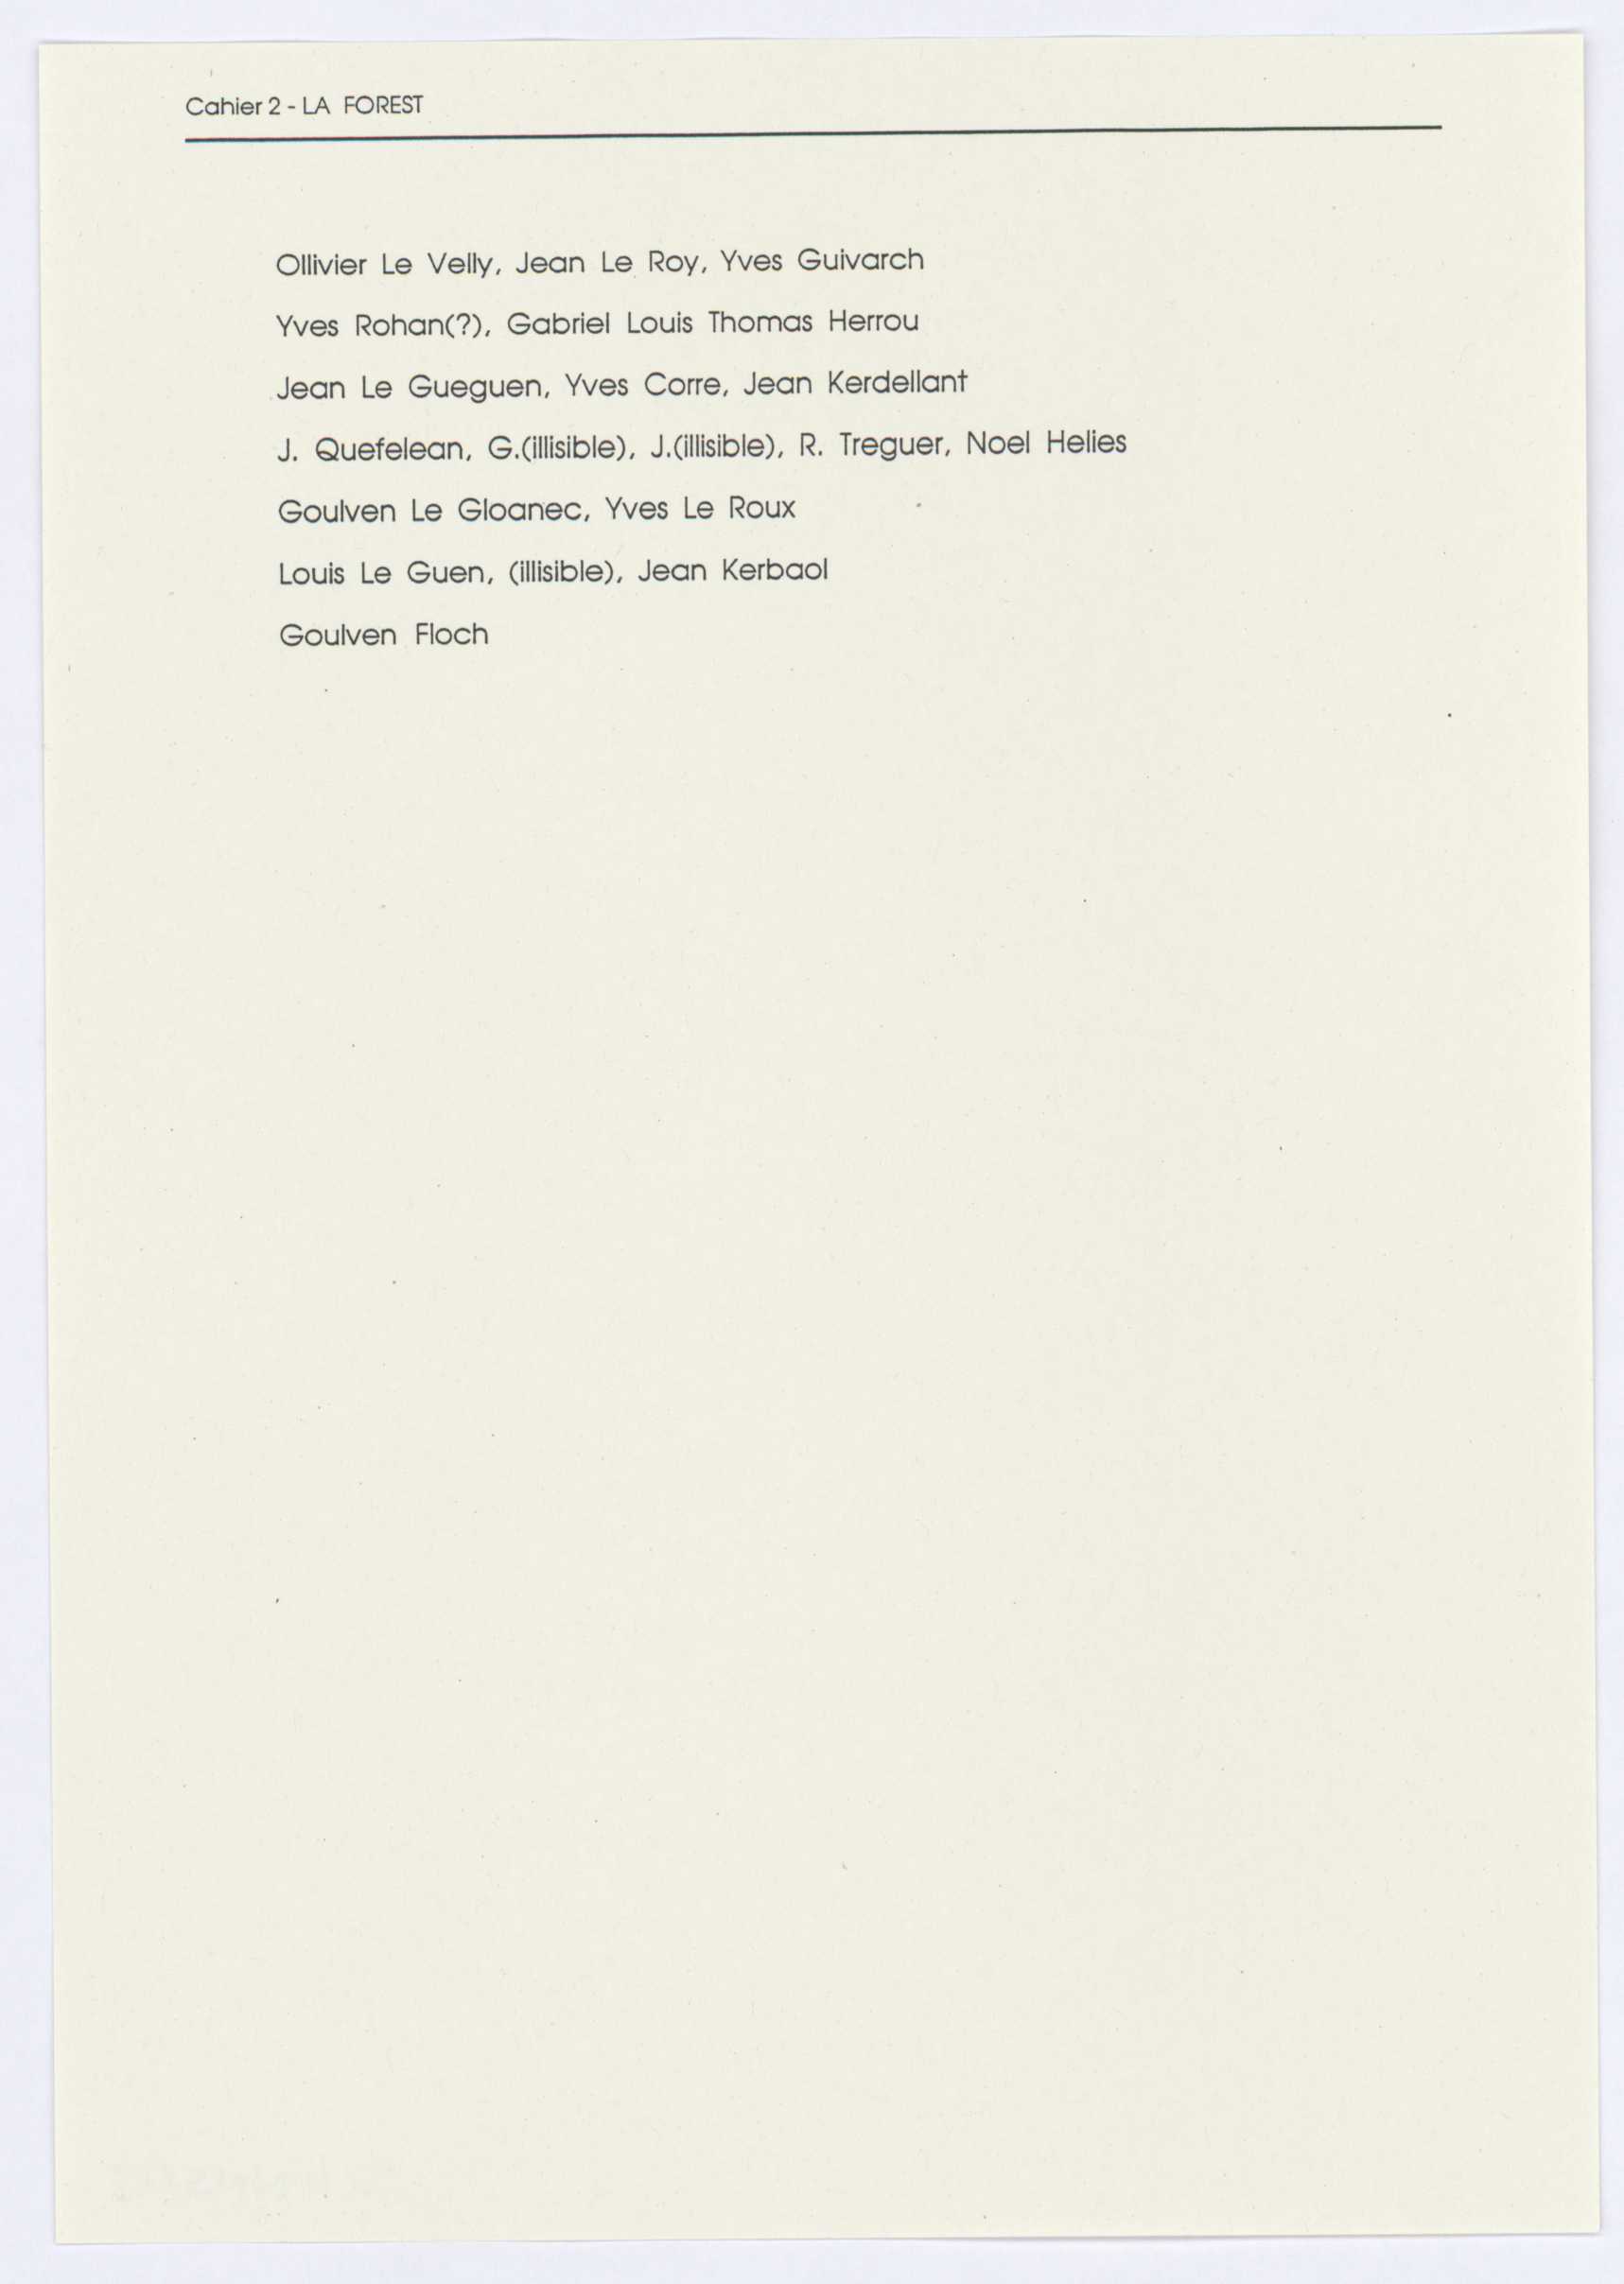 Cahier 2 - LA FOREST
Ollivier Le Velly, Jean Le Roy, Yves Guivarch
Yves Rohan(?), Gabriel Louis Thomas Herrou
Jean Le Gueguen, Yves Corre, Jean Kerdellant
J. Quefelean, G.(illisible), J.(illisible), R. Treguer, Noel Helies
Goulven Le Gloanec, Yves Le Roux
Louis Le Guen, (illisible), Jean Kerbaol
Goulven Floch